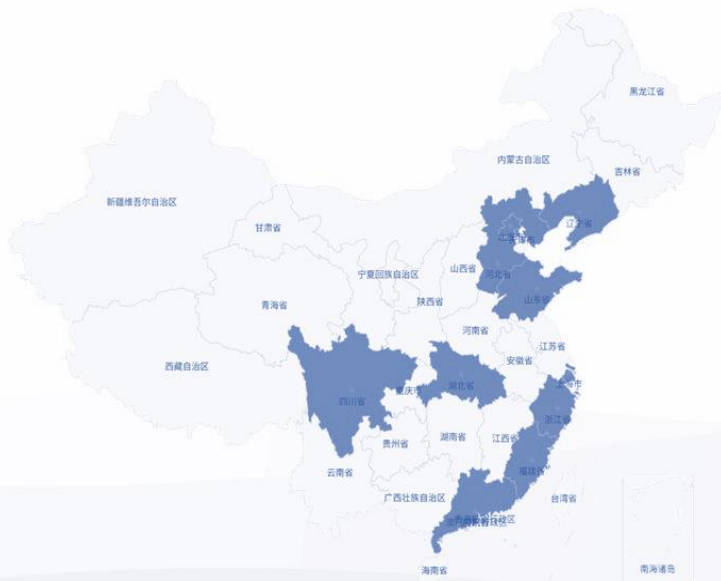 黑龙江省
内蒙古自治区
吉林省
新疆维吾尔自治区
辽宁省
甘肃省
山西省
宁夏回族自治区
河北省
陕西省
山东省
青海省
河南省
江苏省
安徽省
西藏自治区
上海市
湖北省
重庆市
四川省
浙江省
湖南省
江西省
贵州省
福建省
云南省
广西壮族自治区
台湾省
海南省
南海诸岛